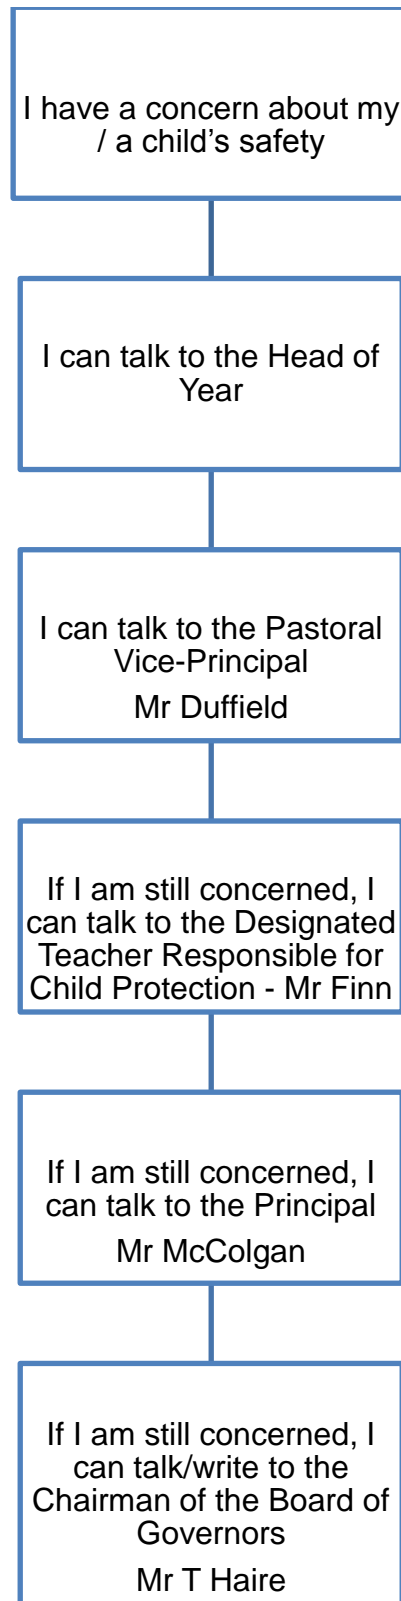 I have a concern about my
/ a child’s safety
I can talk to the Head of
Year
I can talk to the Pastoral
Vice-Principal
Mr Duffield
If I am still concerned, I
can talk to the Designated
Teacher Responsible for
Child Protection - Mr Finn
If I am still concerned, I
can talk to the Principal
Mr McColgan
If I am still concerned, I
can talk/write to the
Chairman of the Board of
Governors
Mr T Haire